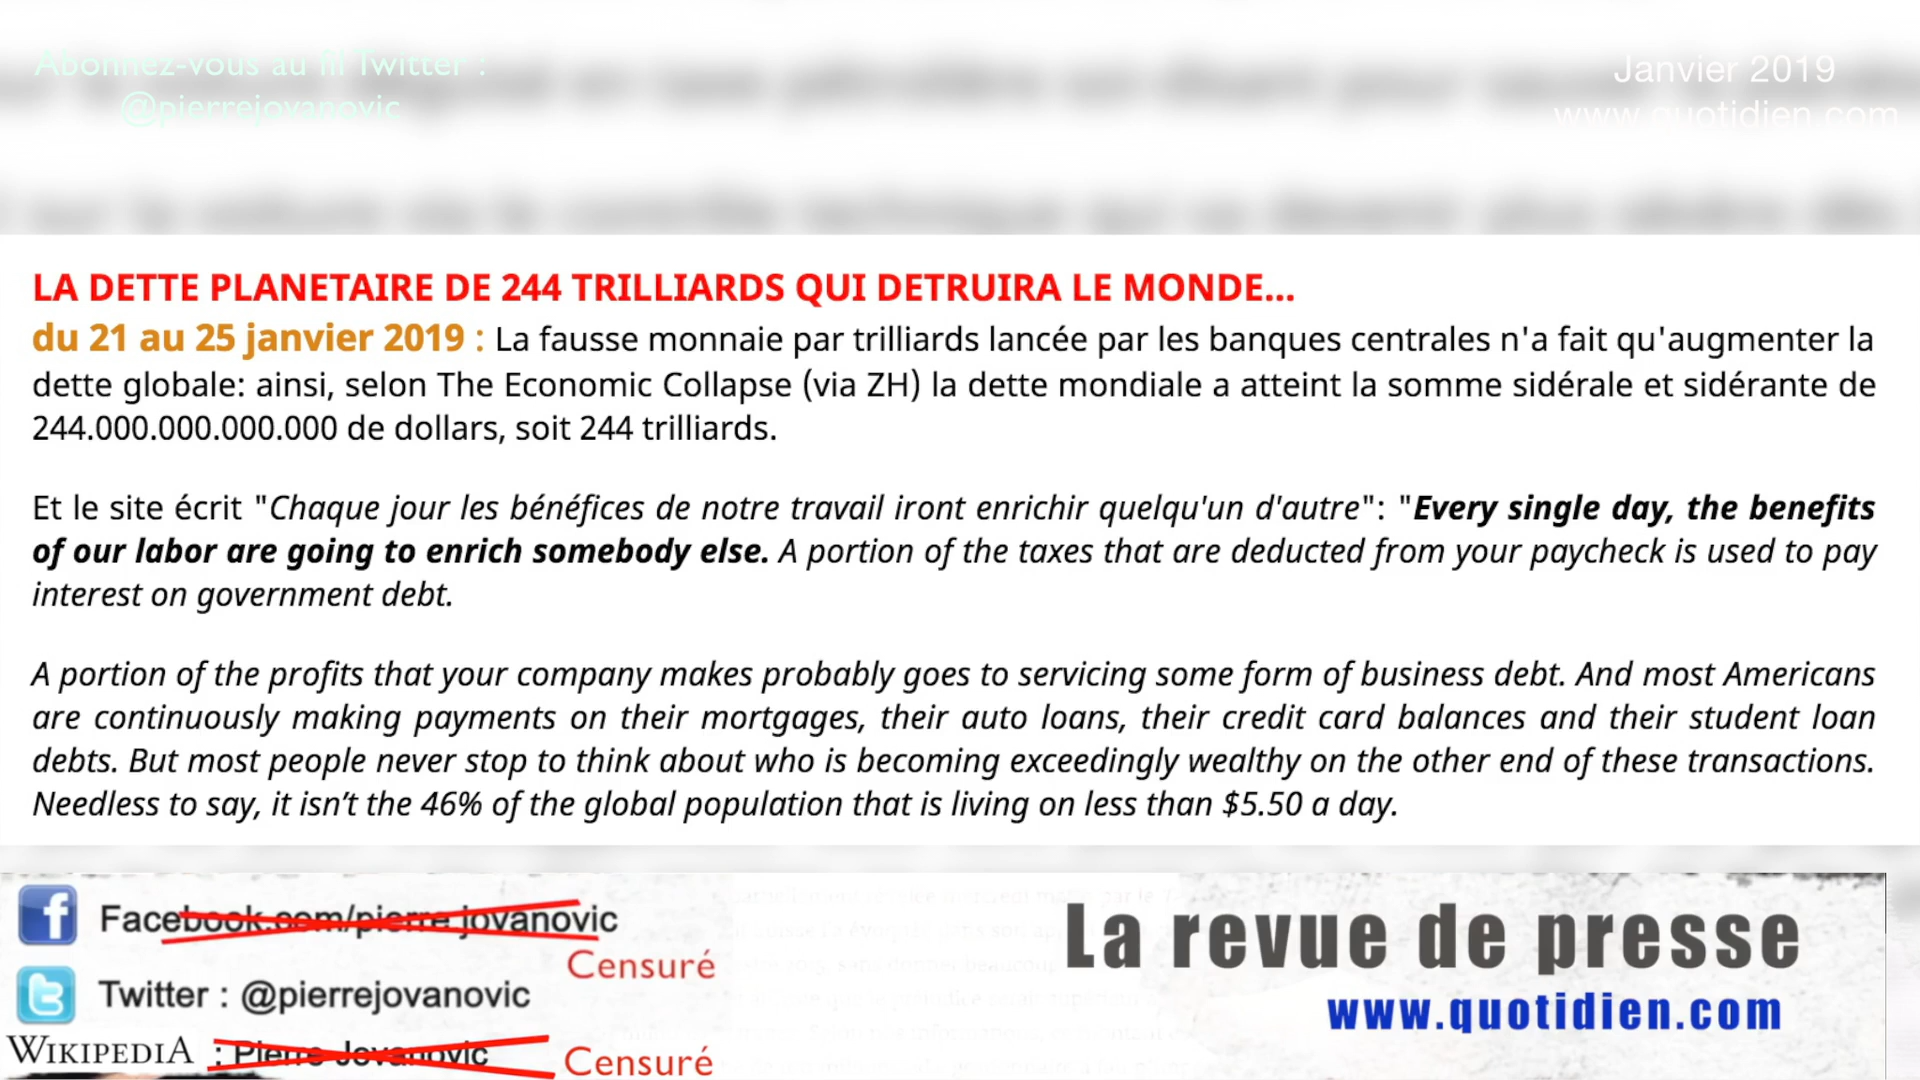 Abonnez-vous au fil Twitter :
@pierrejovanovic
Janvier 2019
www.quotidien.com
LA DETTE PLANETAIRE DE 244 TRILLIARDS QUI DETRUIRA LE MONDE...
du 21 au 25 janvier 2019 : La fausse monnaie par trilliards lancée par les banques centrales n'a fait qu'augmenter la
dette globale: ainsi, selon The Economic Collapse (via ZH) la dette mondiale a atteint la somme sidérale et sidérante de
244.000.000.000.000 de dollars, soit 244 trilliards.
Et le site écrit "Chaque jour les bénéfices de notre travail iront enrichir quelqu'un d'autre": "Every single day, the benefits
of our labor are going to enrich somebody else. A portion of the taxes that are deducted from your paycheck is used to pay
interest on government debt.
A portion of the profits that your company makes probably goes to servicing some form of business debt. And most Americans
are continuously making payments on their mortgages, their auto loans, their credit card balances and their student loan
debts. But most people never stop to think about who is becoming exceedingly wealthy on the other end of these transactions.
Needless to say, it isn’t the 46% of the global population that is living on less than $5.50 a day.
Facebook.com/pierre jovanovic
Censuré
Twitter : @pierrejovanovic
WIKIPEDIA : Pierre Jovanovic
Censuré
La revue de presse
www.quotidien.com